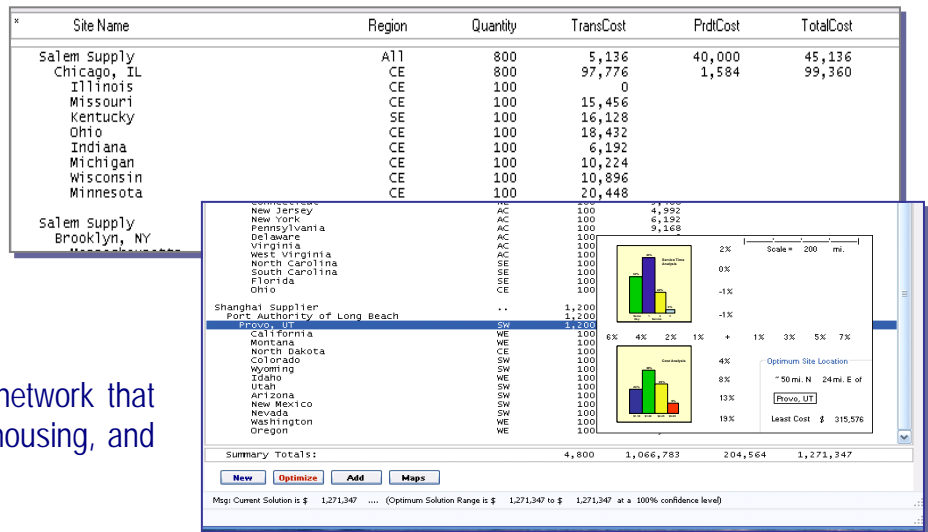 * Site Name Region Quantity TransCost PrdtCost TotalCost
Salem Supply All 800 5,136 40,000 45,136
Chicago, IL CE 800 97,776 1,584 99,360
Illinois CE 100 0
Missouri CE 100 15,456
Kentucky SE 100 16,128
Ohio CE 100 18,432
Indiana CE 100 6,192
Michigan CE 100 10,224
Wisconsin CE 100 10,896
Minnesota CE 100 20,448
Salem Supply
Brooklyn, NY
New Jersey AC 100 4,992
New York AC 100 6,192
Pennsylvania AC 100 9,168
Delaware AC 100
Virginia AC 100
West Virginia AC 100
North Carolina SE 100
South Carolina SE 100
Florida SE 100
Ohio CE 100
Shanghai Supplier .. 1,200
Port Authority of Long Beach 1,200
Provo, UT SW 1,200
California WE 100
Montana WE 100
North Dakota CE 100
Colorado SW 100
Wyoming SW 100
Idaho WE 100
Utah SW 100
Arizona SW 100
New Mexico SW 100
Nevada SW 100
Washington WE 100
Oregon WE 100
Service Time
Analysis
2%
0%
-1%
-1%
Scale = 200 mi.
6% 4% 2% 1% + 1% 3% 5% 7%
Cost Analysis
4%
8%
13%
19%
Optimum Site Location
~ 50 mi. N 24 mi. E of
Provo, UT
Least Cost $ 315,576
Summary Totals: 4,800 1,066,783 204,564 1,271,347
New Optimize Add Maps
Msg: Current Solution is $ 1,271,347 .... (Optimum Solution Range is $ 1,271,347 to $ 1,271,347 at a 100% confidence level)
network that
housing, and